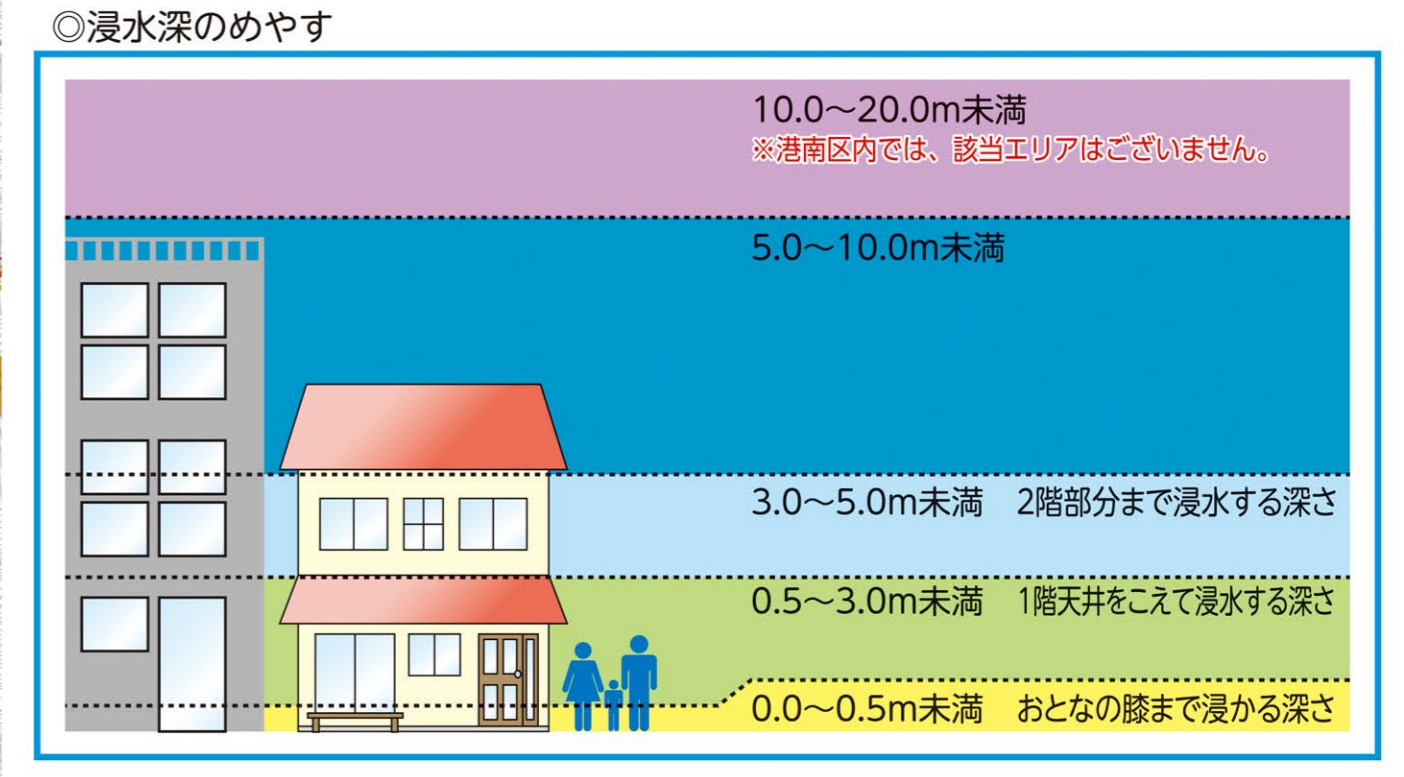 ◎浸水深のめやす
10.0～20.0m未満
※港南区内では、該当エリアはございません。
5.0～10.0m未満
3.0～5.0m未満　2階部分まで浸水する深さ
0.5～3.0m未満　1階天井をこえて浸水する深さ
0.0～0.5m未満　おとなの膝まで浸かる深さ